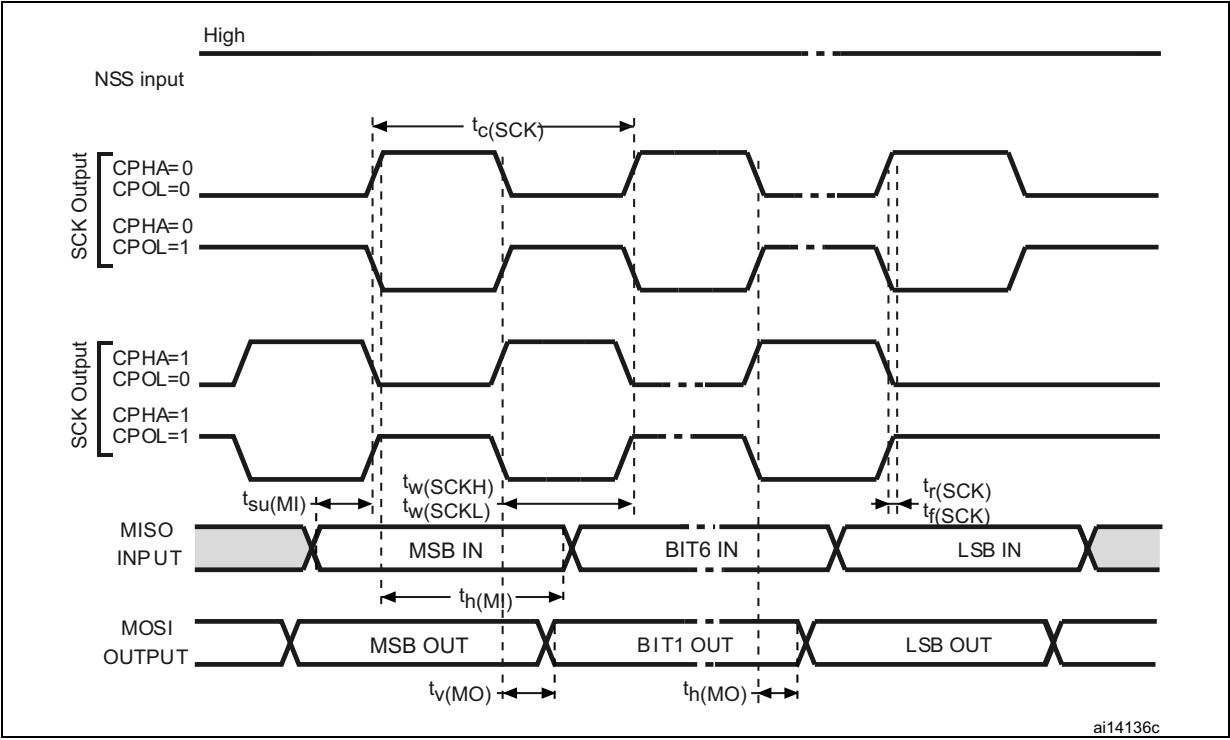 High
NSS input
tc(SCK)
SCK Output
CPHA=0
CPOL=0
CPHA=0
CPOL=1
SCK Output
CPHA=1
CPOL=0
CPHA=1
CPOL=1
tw(SCKH)
tw(SCKL)
tsu(MI)
tr(SCK)
tf(SCK)
MISO
INPUT
MSB IN
BIT6 IN
LSB IN
th(MI)
MOSI
OUTPUT
MSB OUT
BIT1 OUT
LSB OUT
tv(MO)
th(MO)
ai14136c